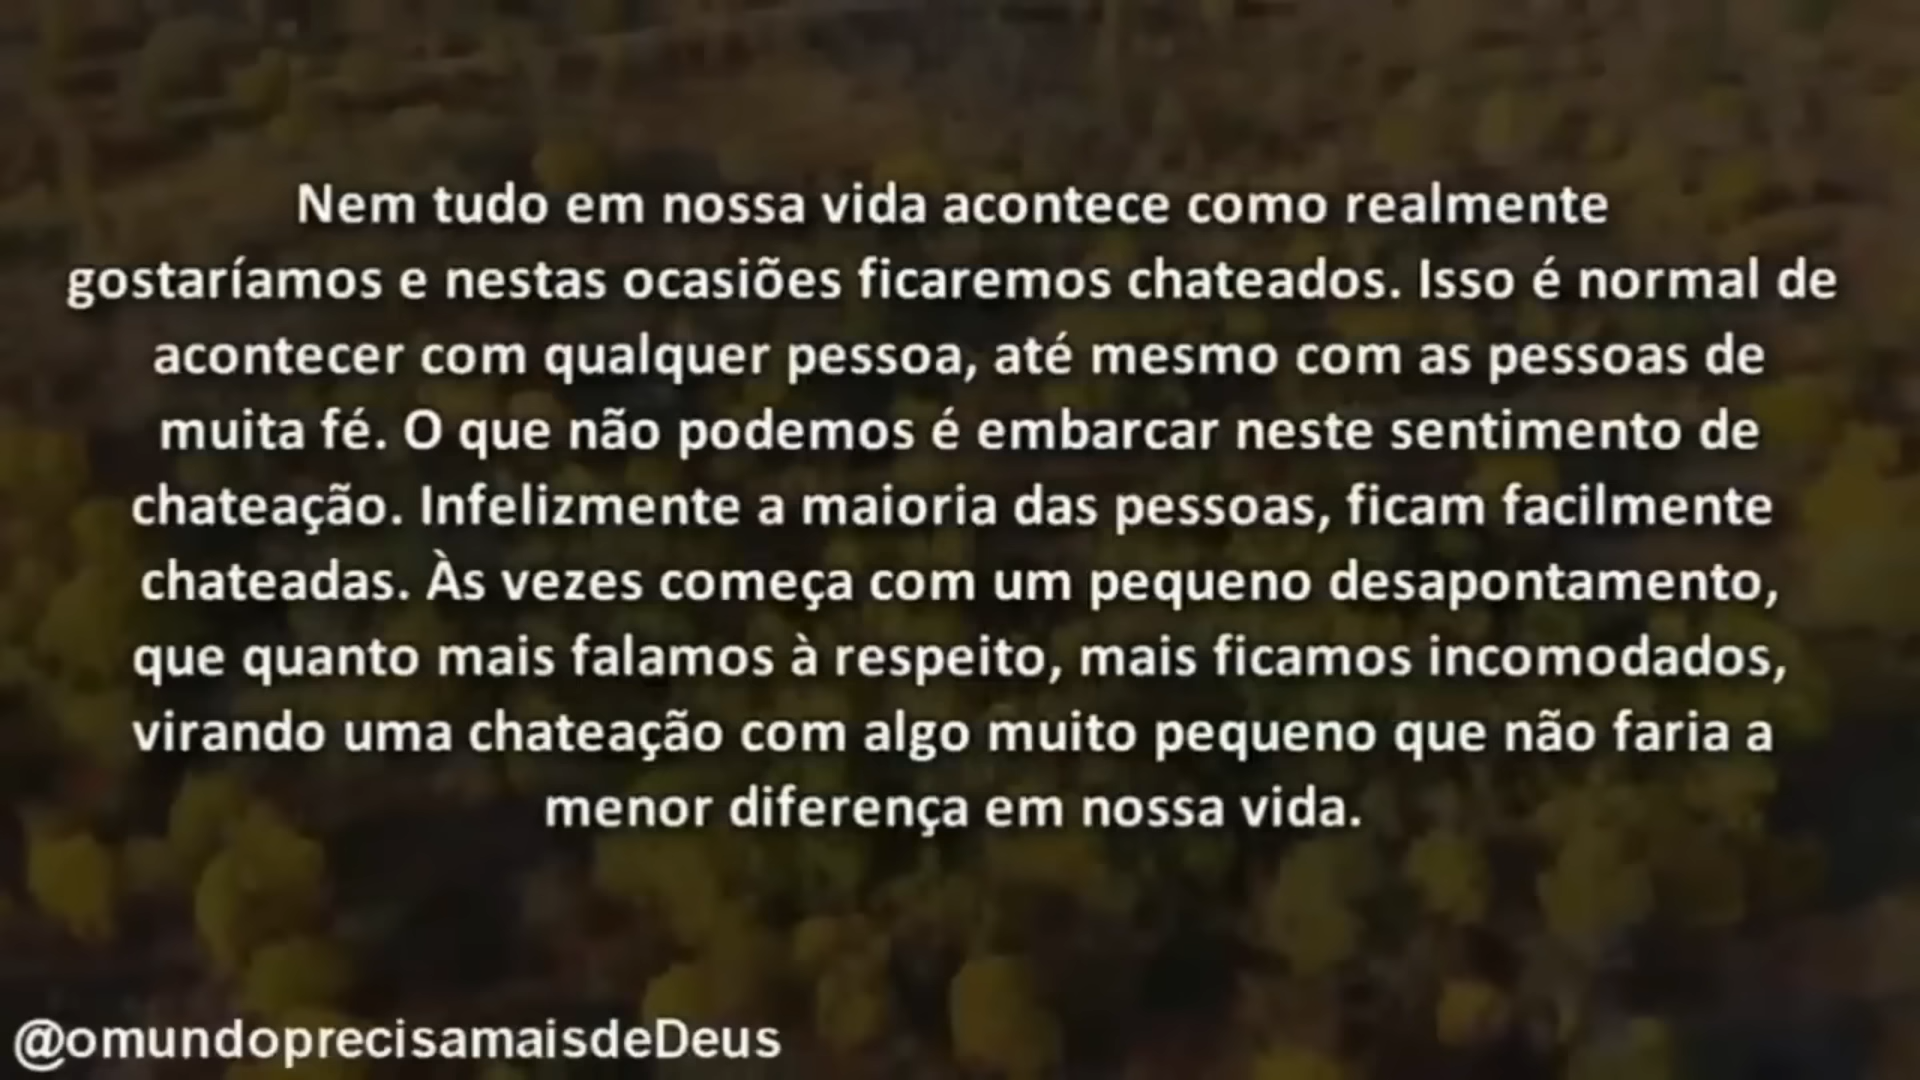 Nem tudo em nossa vida acontece como realmente
gostaríamos e nestas ocasiões ficaremos chateados. Isso é normal de
acontecer com qualquer pessoa, até mesmo com as pessoas de
muita fé. O que não podemos é embarcar neste sentimento de
chateação. Infelizmente a maioria das pessoas, ficam facilmente
chateadas. Às vezes começa com um pequeno desapontamento,
que quanto mais falamos à respeito, mais ficamos incomodados,
virando uma chateação com algo muito pequeno que não faria a
menor diferença em nossa vida.
@omundoprecisamaisdeDeus